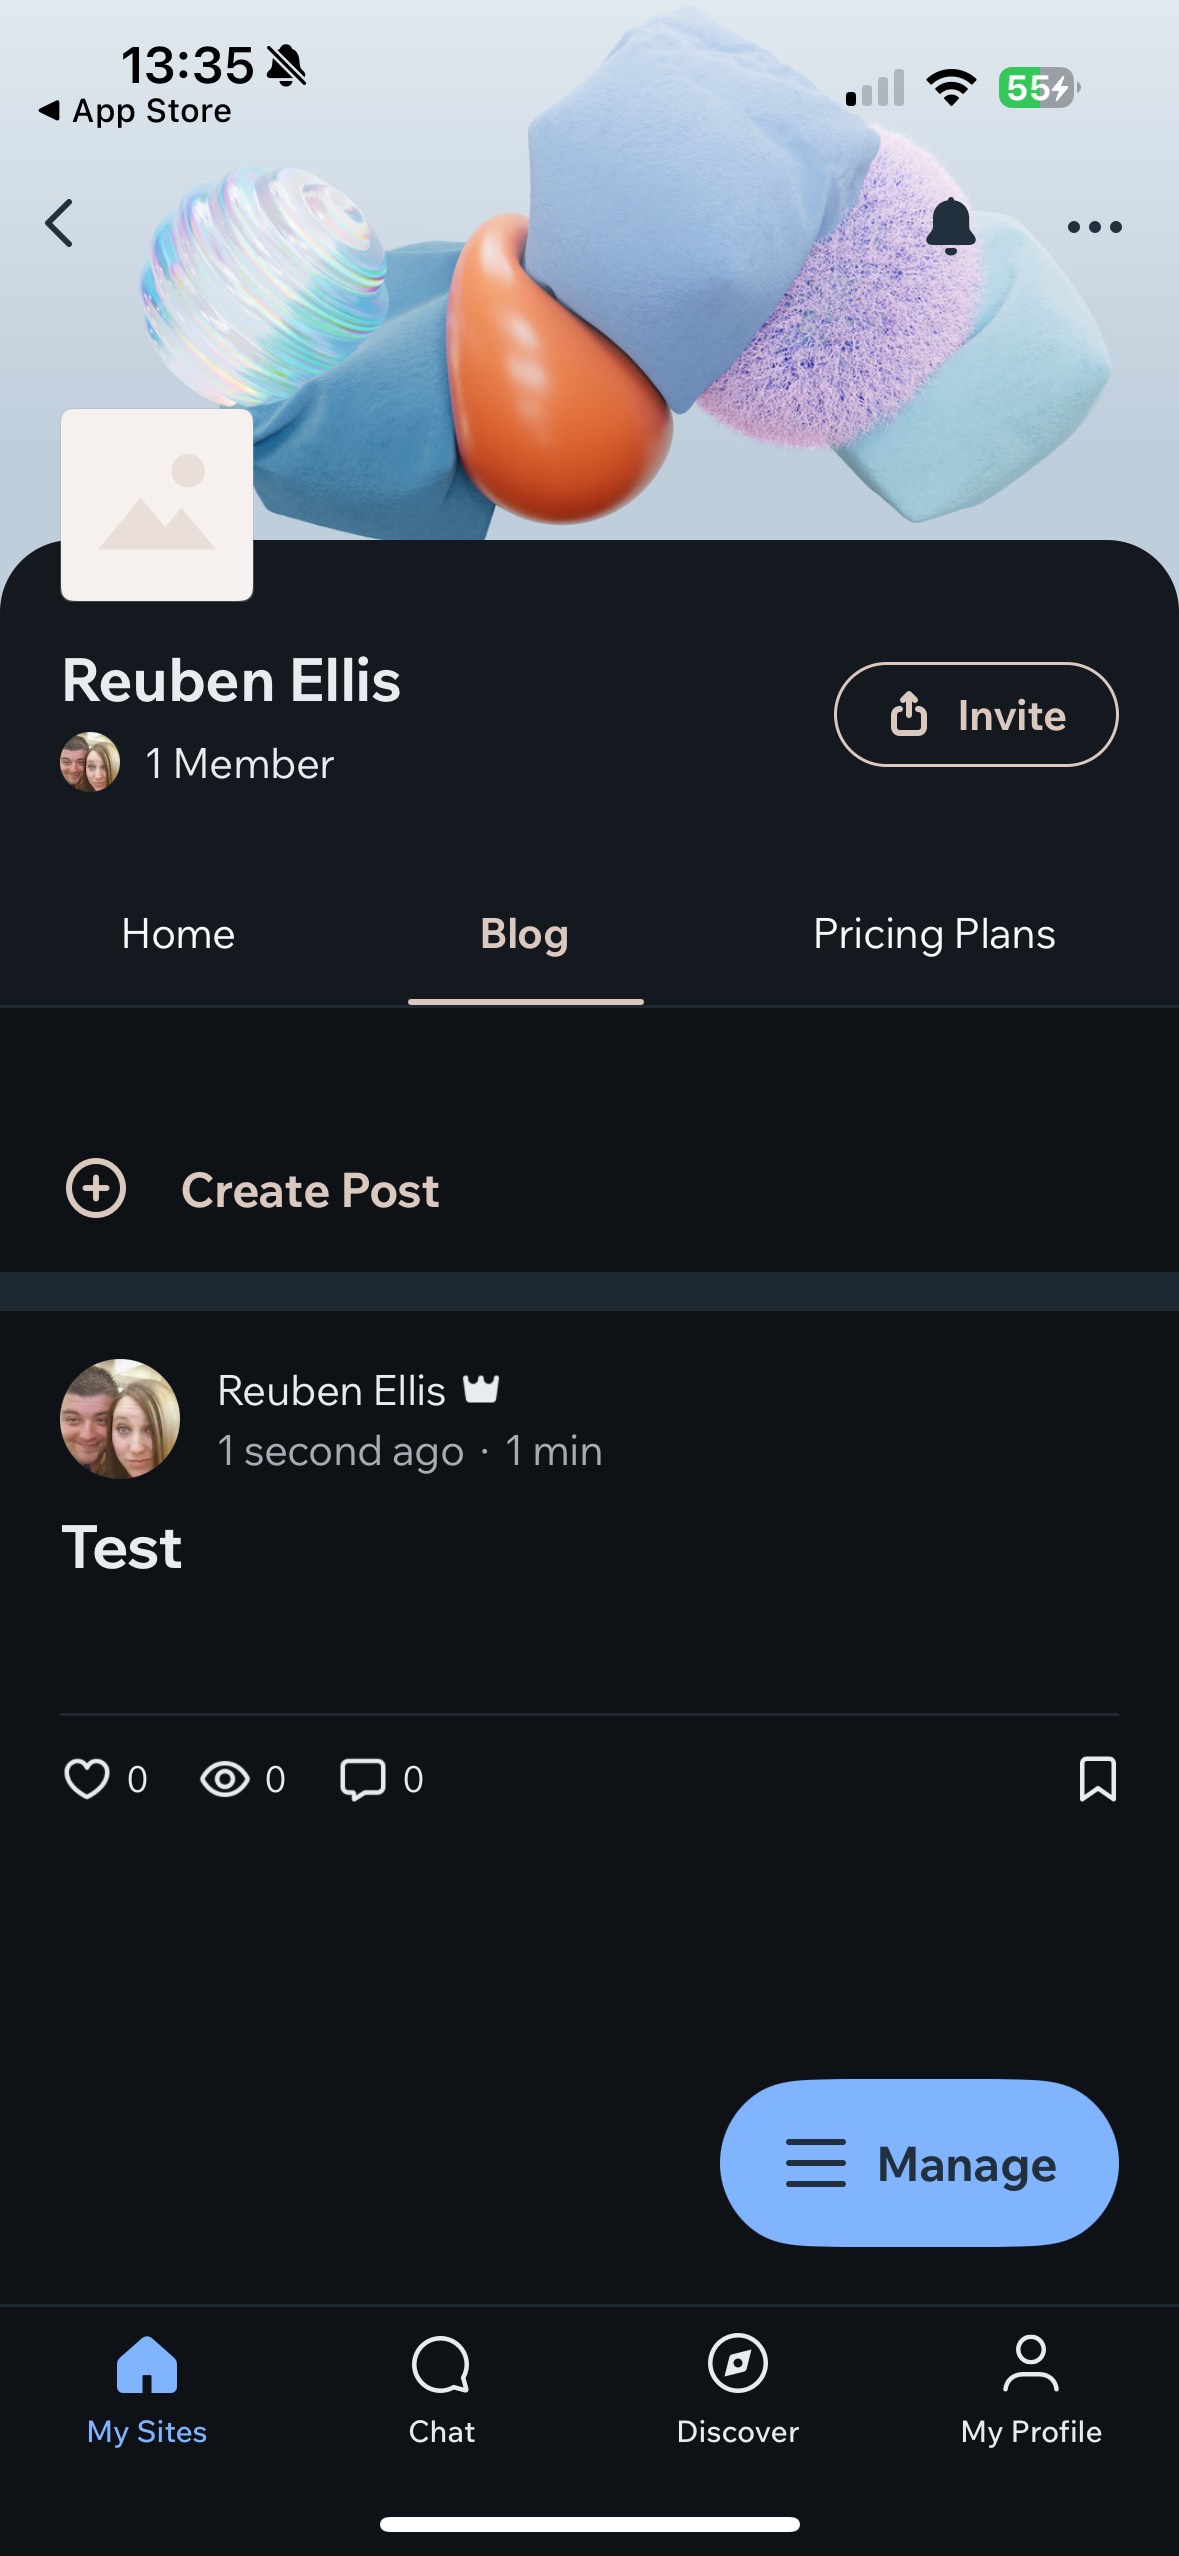 13:35
App Store
55
Reuben Ellis
1 Member
Invite
Home
Blog
Pricing Plans
Create Post
Reuben Ellis
1 second ago · 1 min
Test
0
0
0
Manage
My Sites
Chat
Discover
My Profile